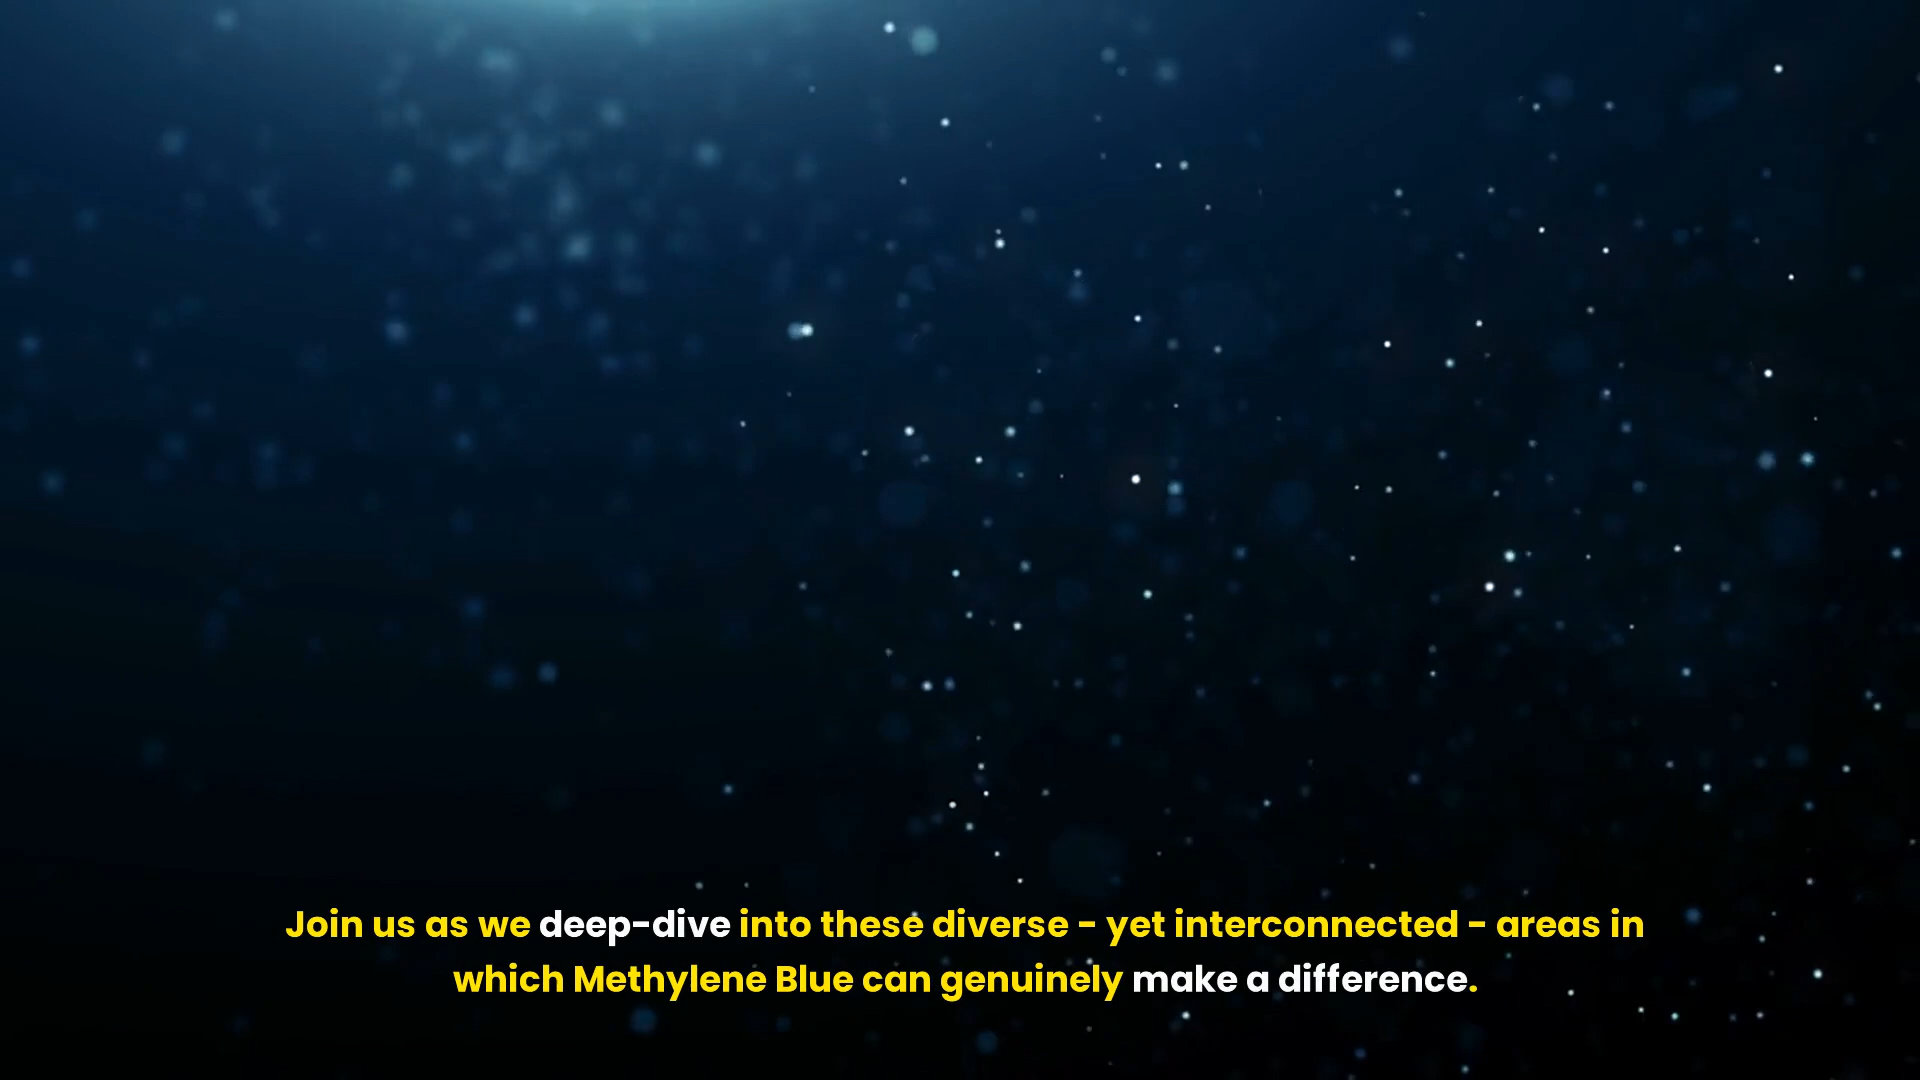 Join us as we deep-dive into these diverse - yet interconnected - areas in
which Methylene Blue can genuinely make a difference.